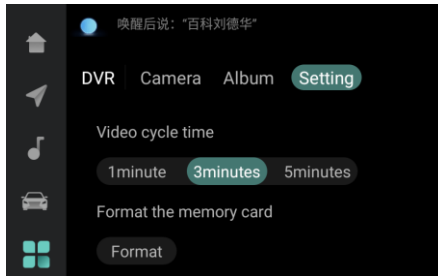 唤醒后说："百科刘德华"
DVR Camera Album Setting
Video cycle time
1minute 3minutes 5minutes
Format the memory card
Format